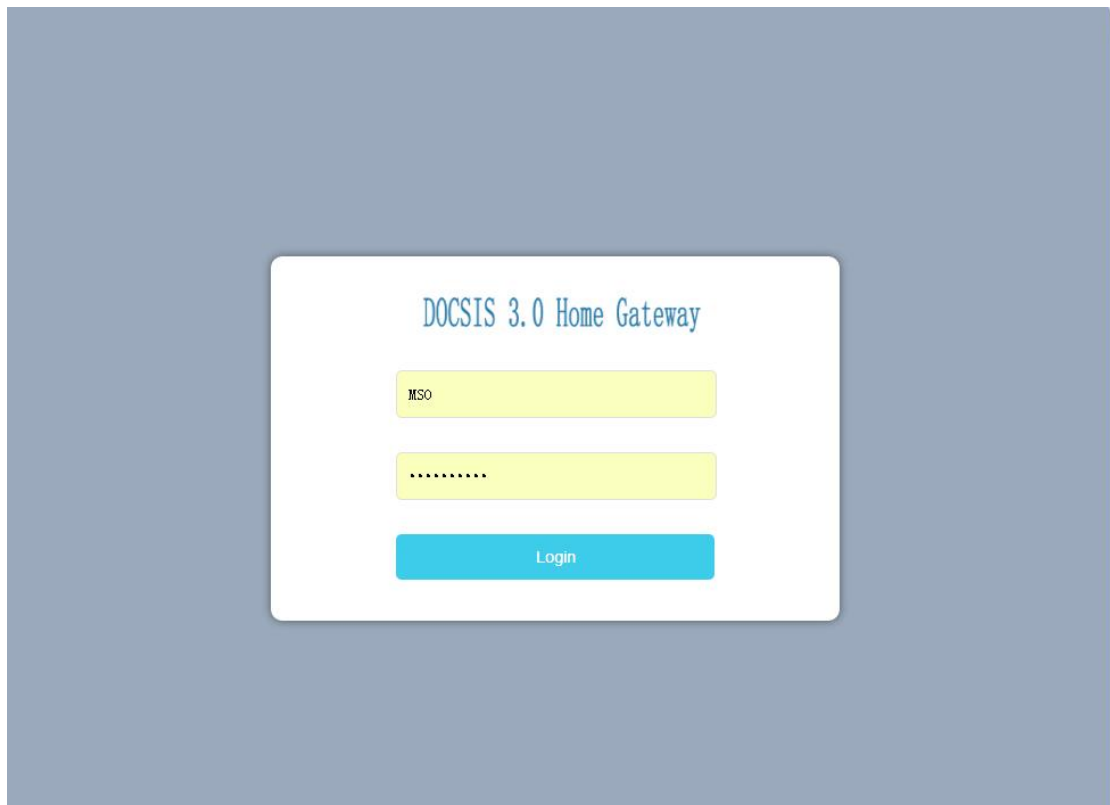 DOCSIS 3.0 Home Gateway
MSO
••••••••••
Login